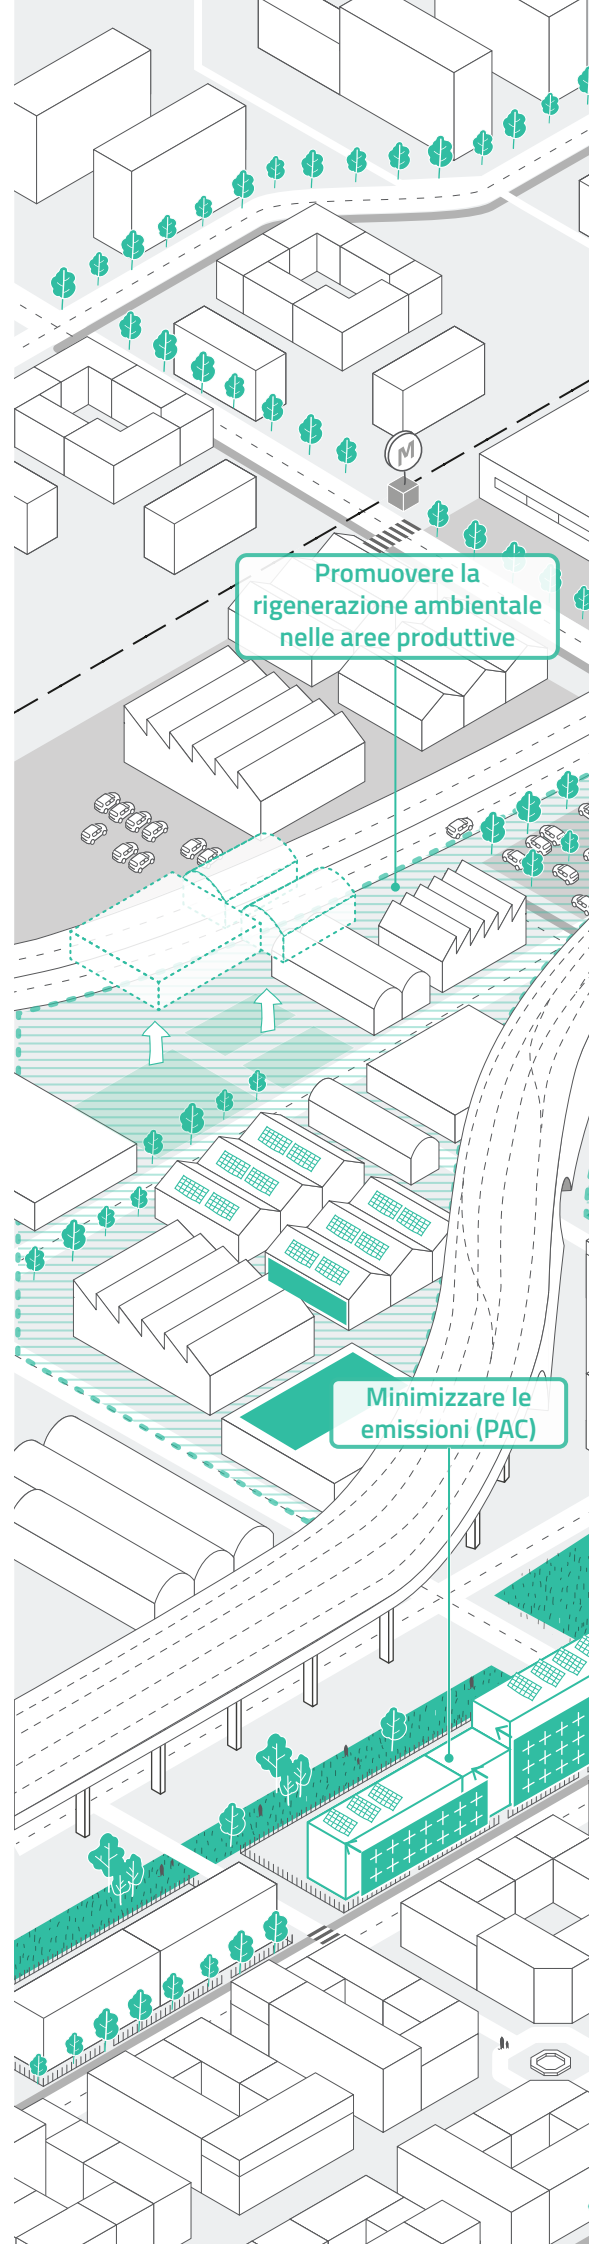 M
Promuovere la
rigenerazione ambientale
nelle aree produttive
Minimizzare le
emissioni (PAC)